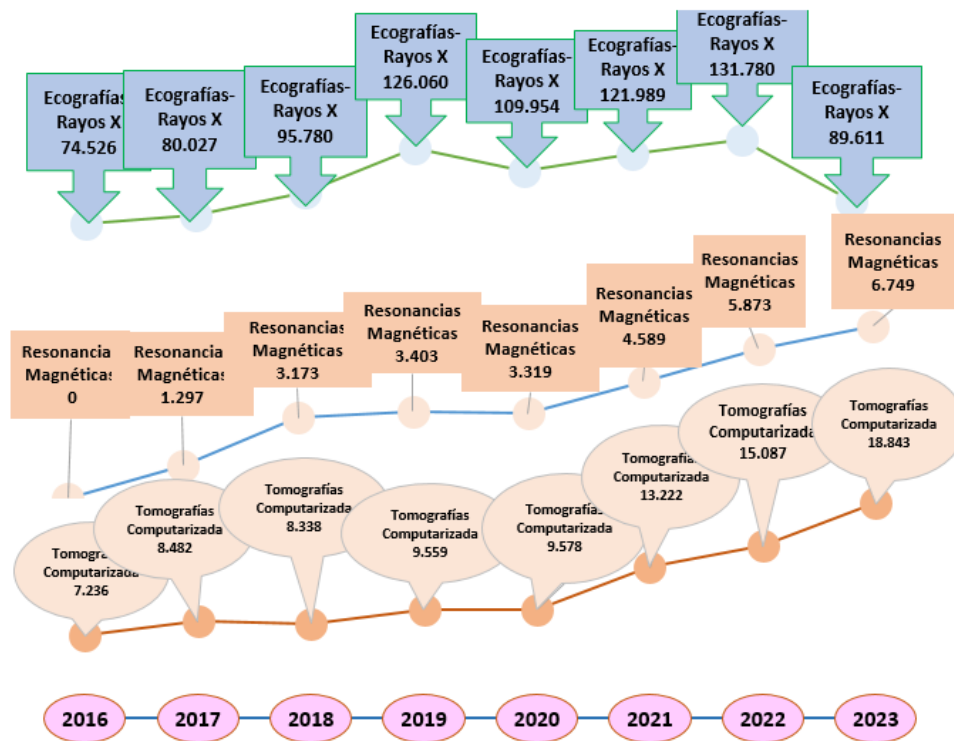 Ecografías-
Rayos X
74.526
Ecografías-
Rayos X
80.027
Ecografías-
Rayos X
95.780
Ecografías-
Rayos X
126.060
Ecografías-
Rayos X
109.954
Ecografías-
Rayos X
121.989
Ecografías-
Rayos X
131.780
Ecografías-
Rayos X
89.611
Resonancias
Magnéticas
0
Resonancias
Magnéticas
1.297
Resonancias
Magnéticas
3.173
Resonancias
Magnéticas
3.403
Resonancias
Magnéticas
3.319
Resonancias
Magnéticas
4.589
Resonancias
Magnéticas
5.873
Resonancias
Magnéticas
6.749
Tomografías
Computarizada
7.236
Tomografías
Computarizada
8.482
Tomografías
Computarizada
8.338
Tomografías
Computarizada
9.559
Tomografías
Computarizada
9.578
Tomografías
Computarizada
13.222
Tomografías
Computarizada
15.087
Tomografías
Computarizada
18.843
2016 2017 2018 2019 2020 2021 2022 2023